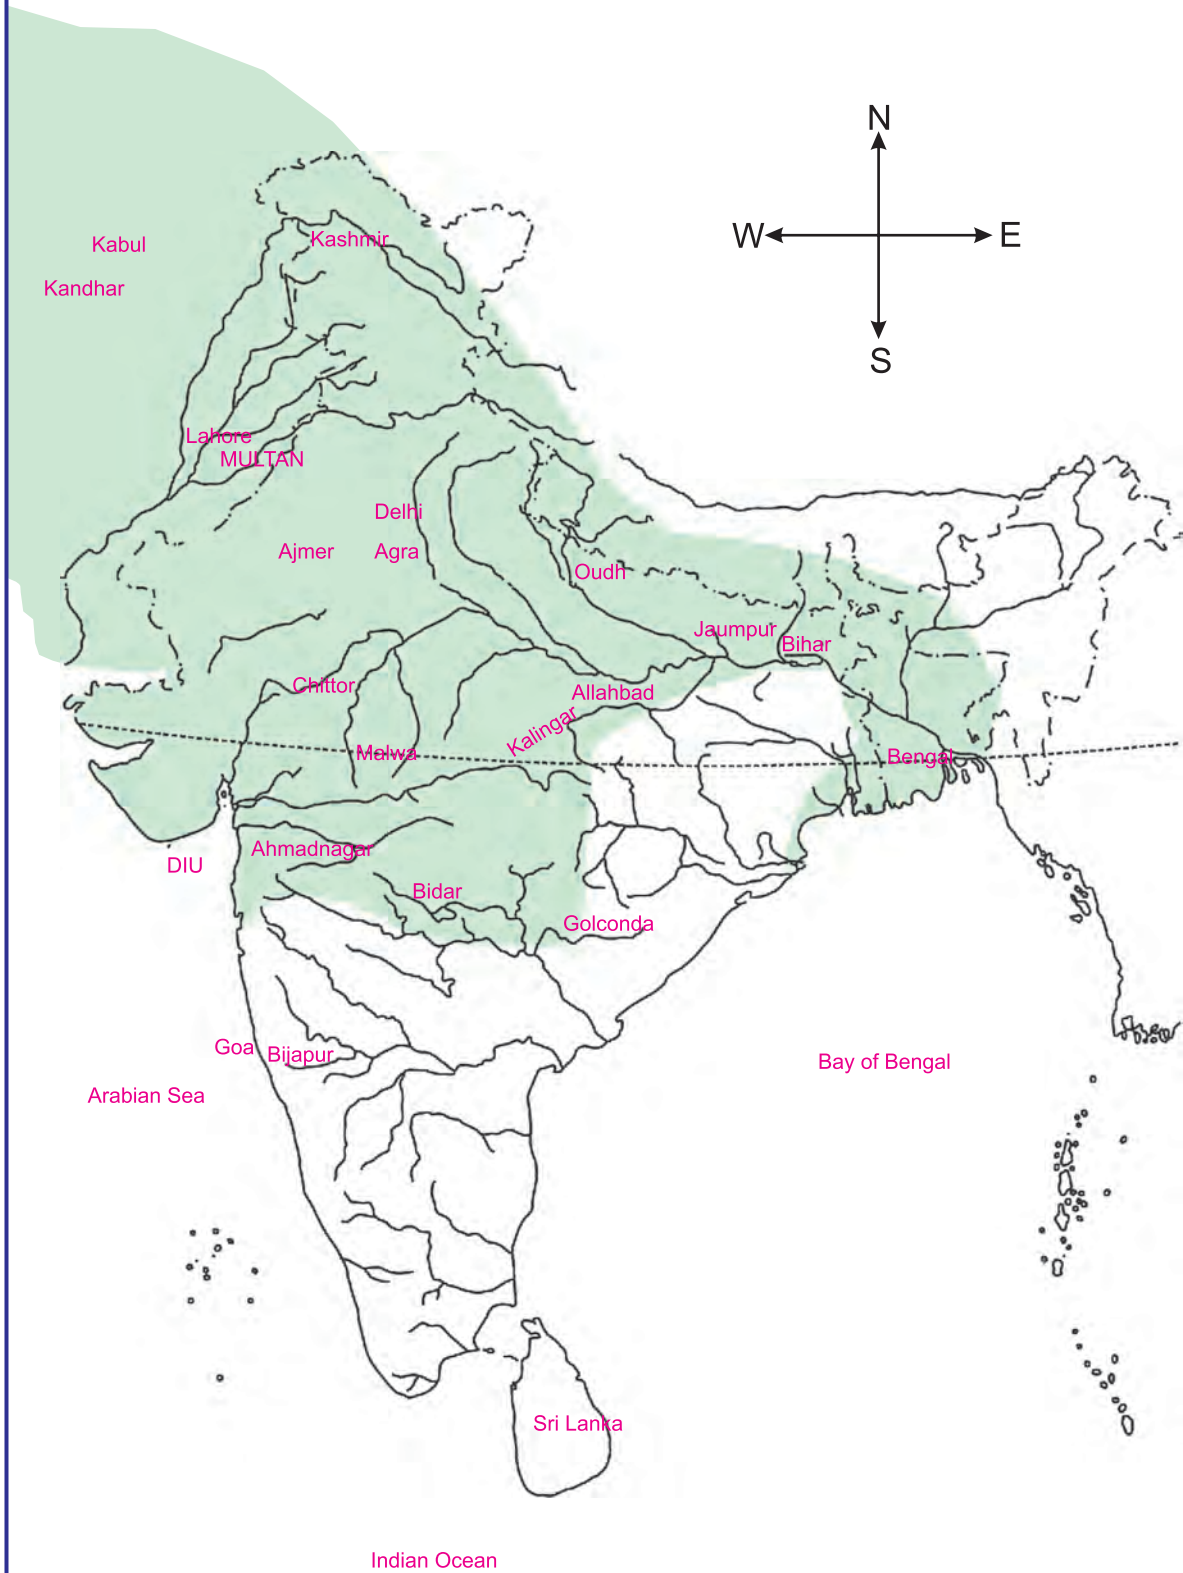 N
W
E
S
Kabul
Kashmir
Kandhar
Lahore
MULTAN
Delhi
Ajmer
Agra
Oudh
Jaumpur
Bihar
Chittor
Allahbad
Kalingar
Malwa
Bengal
Ahmadnagar
DIU
Bidar
Golconda
Goa
Bijapur
Bay of Bengal
Arabian Sea
Sri Lanka
Indian Ocean